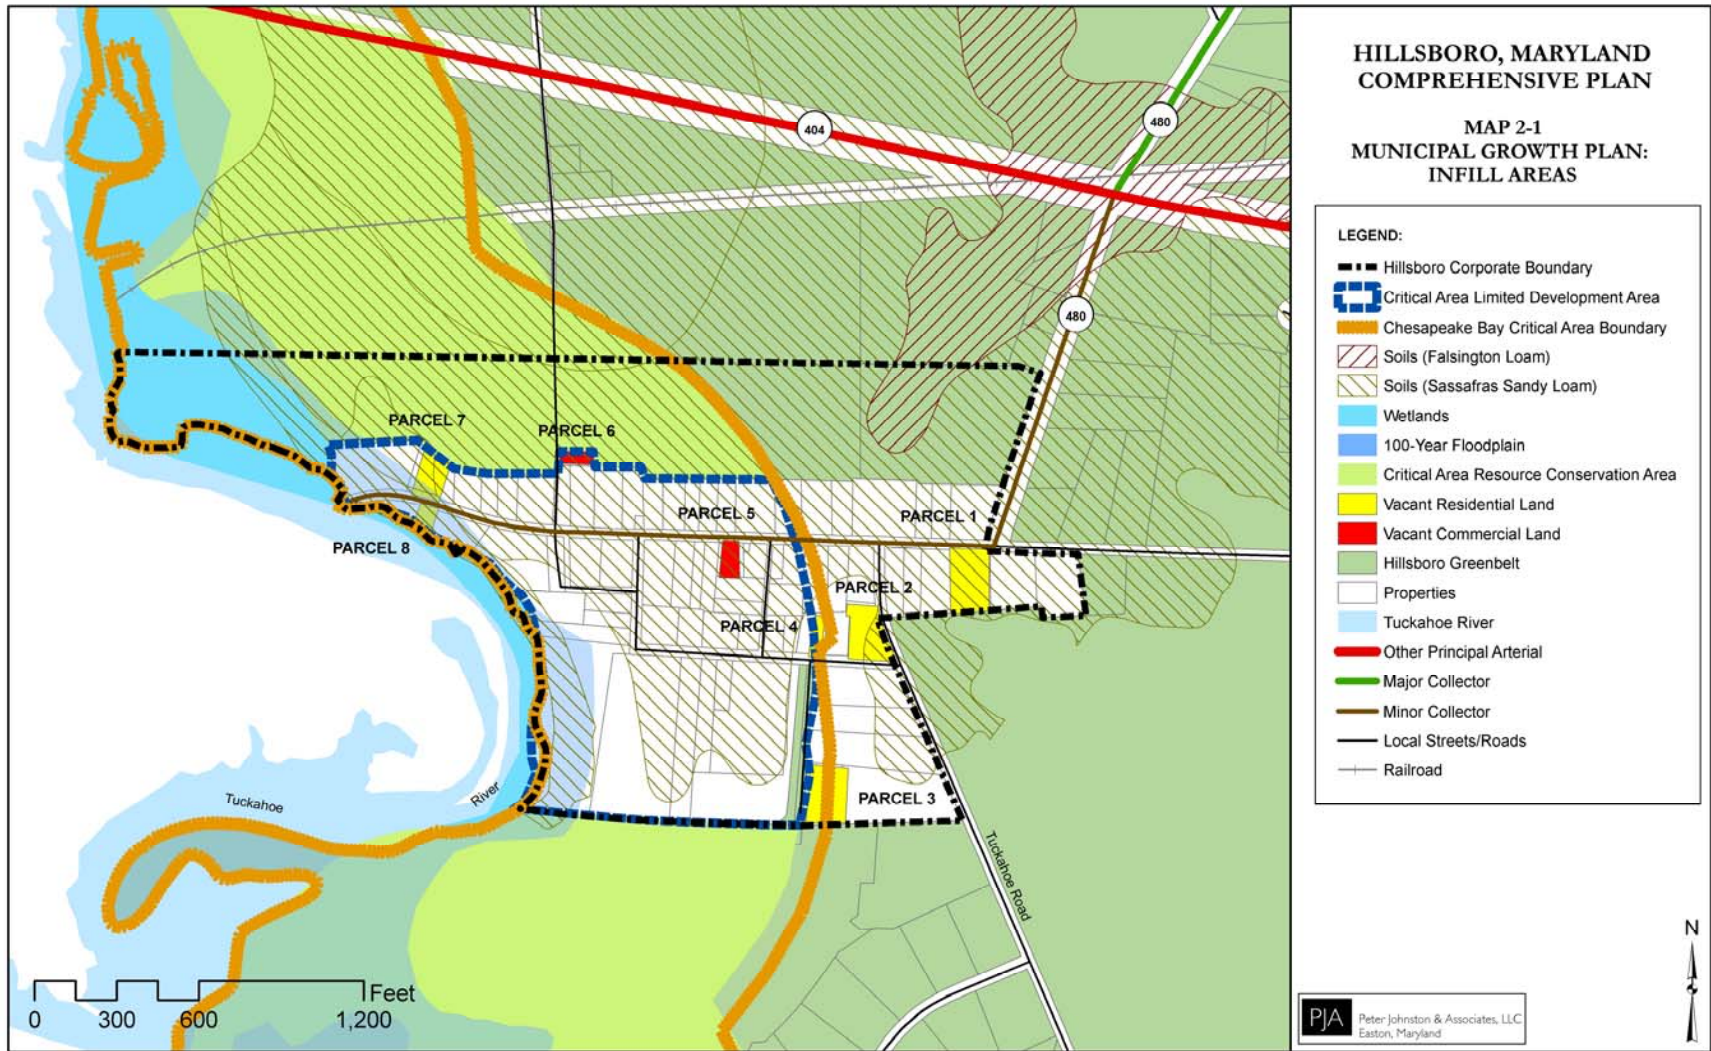 HILLSBORO, MARYLAND
COMPREHENSIVE PLAN
MAP 2-1
MUNICIPAL GROWTH PLAN:
INFILL AREAS
LEGEND:
Hillsboro Corporate Boundary
Critical Area Limited Development Area
Chesapeake Bay Critical Area Boundary
Soils (Falsington Loam)
Soils (Sassafras Sandy Loam)
Wetlands
100-Year Floodplain
Critical Area Resource Conservation Area
Vacant Residential Land
Vacant Commercial Land
Hillsboro Greenbelt
Properties
Tuckahoe River
Other Principal Arterial
Major Collector
Minor Collector
Local Streets/Roads
Railroad
404
480
480
PARCEL 7
PARCEL 6
PARCEL 5
PARCEL 1
PARCEL 8
PARCEL 2
PARCEL 4
PARCEL 3
Tuckahoe
River
Tuckahoe Road
Feet
0 300 600 1,200
N
PJA
Peter Johnston & Associates, LLC
Easton, Maryland